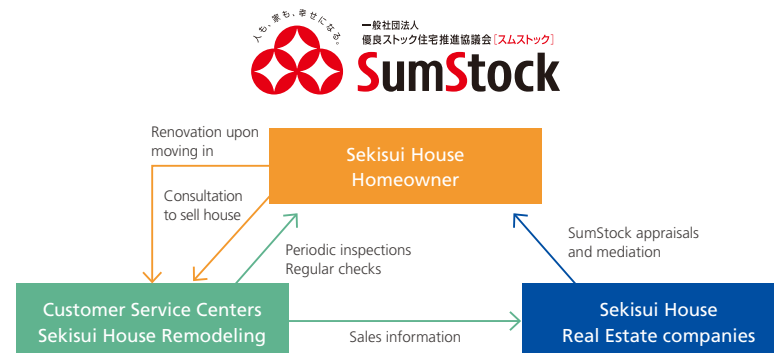 人も、家も、幸せになる。
一般社団法人
優良ストック住宅推進協議会［スムストック］
SumStock
Renovation upon
moving in
Sekisui House
Homeowner
Consultation
to sell house
SumStock appraisals
and mediation
Periodic inspections
Regular checks
Customer Service Centers
Sekisui House Remodeling
Sales information
Sekisui House
Real Estate companies